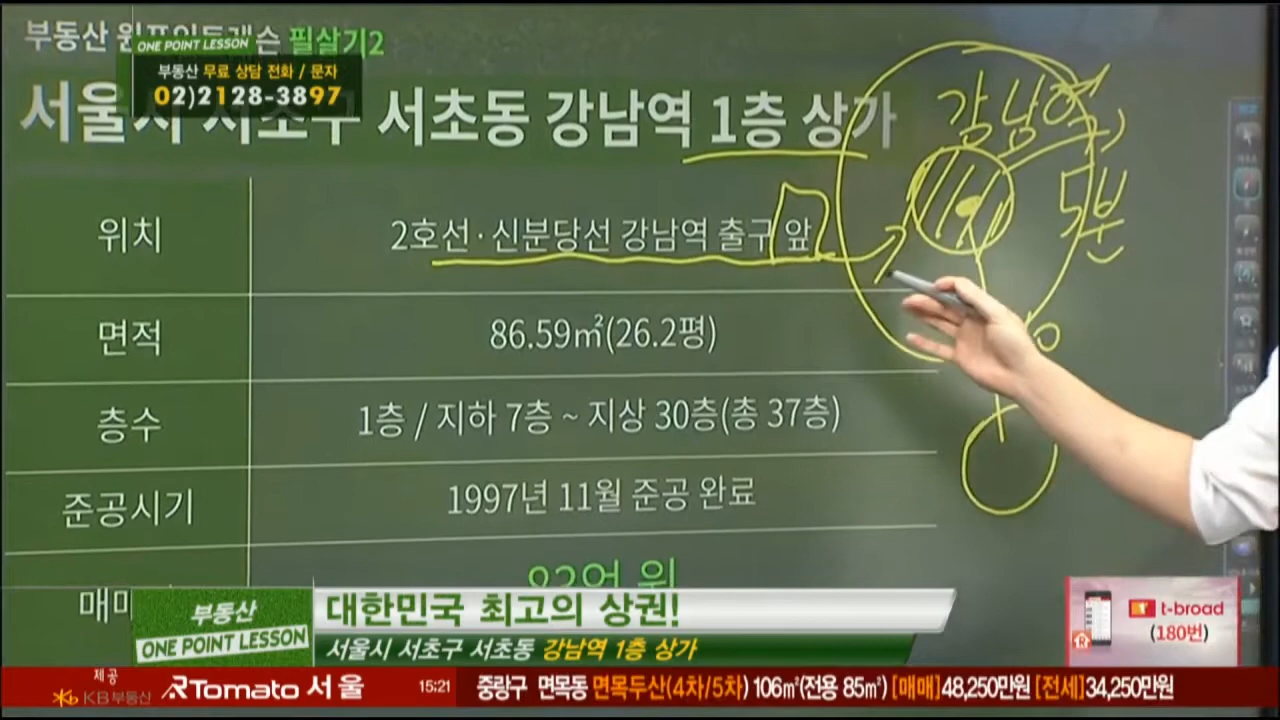 부동산 원포인트레슨 필살기2
ONE POINT LESSON
부동산 무료 상담 전화 / 문자
02)2128-3897
서울시 서초구 서초동 강남역 1층 상가
강남역
5분
위치
2호선·신분당선 강남역 출구 앞
면적
86.59㎡(26.2평)
층수
1층 / 지하 7층 ~ 지상 30층(총 37층)
준공시기
1997년 11월 준공 완료
부동산
ONE POINT LESSON
대한민국 최고의 상권!
서울시 서초구 서초동 강남역 1층 상가
t-broad
(180번)
제공
KB부동산
RTomato 서울
15:21
중랑구 면목동 면목두산(4차/5차) 106㎡(전용 85㎡) [매매]48,250만원 [전세]34,250만원